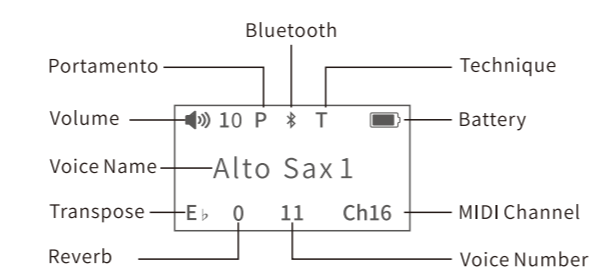 Bluetooth
Portamento
Technique
Volume
10 P T
Battery
Voice Name
Alto Sax 1
Transpose
E♭ 0 11 Ch16
MIDI Channel
Reverb
Voice Number